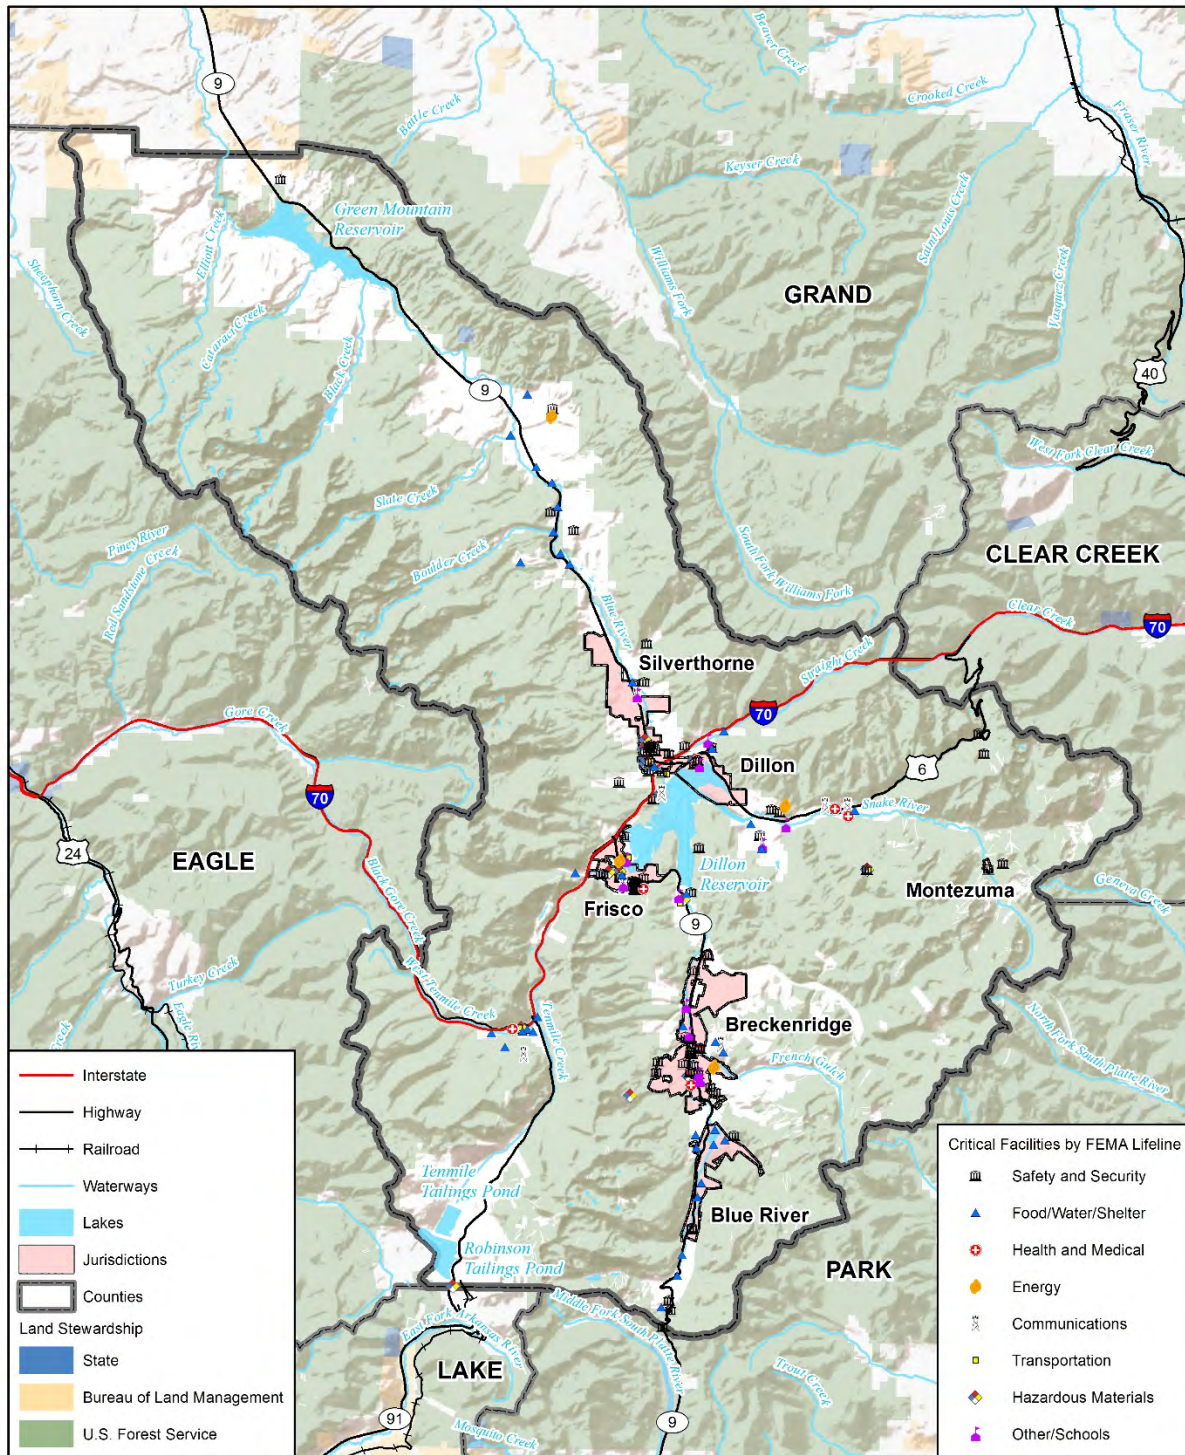 9
Battle Creek
Beaver Creek
Crooked Creek
Fraser River
Keyser Creek
Saint Louis Creek
Vasquez Creek
Green Mountain
Reservoir
Elliott Creek
Sheephorn Creek
Cataract Creek
Black Creek
Williams Fork
GRAND
40
9
West Fork Clear Creek
Slate Creek
Piney River
Red Sandstone Creek
Boulder Creek
South Fork Williams Fork
CLEAR CREEK
Blue River
Clear Creek
70
Silverthorne
Straight Creek
Gore Creek
70
Dillon
6
70
Snake River
24
EAGLE
Black Gore Creek
Dillon
Reservoir
Montezuma
Geneva Creek
Frisco
9
Turkey Creek
West Tenmile Creek
Tenmile Creek
Breckenridge
North Fork South Platte River
French Gulch
Tenmile
Tailings Pond
Blue River
Robinson
Tailings Pond
PARK
Middle Fork South Platte River
East Fork Arkansas River
LAKE
Trout Creek
91
Mosquito Creek
9
Interstate
Highway
Railroad
Waterways
Lakes
Jurisdictions
Counties
Land Stewardship
State
Bureau of Land Management
U.S. Forest Service
Critical Facilities by FEMA Lifeline
Safety and Security
Food/Water/Shelter
Health and Medical
Energy
Communications
Transportation
Hazardous Materials
Other/Schools